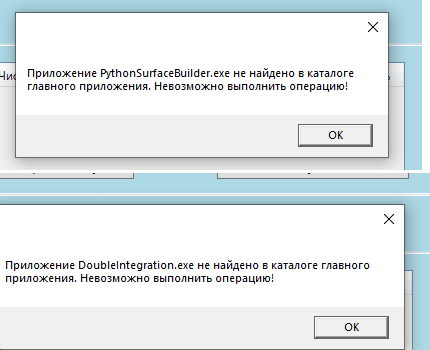 Приложение PythonSurfaceBuilder.exe не найдено в каталоге
главного приложения. Невозможно выполнить операцию!
OK
Приложение DoubleIntegration.exe не найдено в каталоге главного
приложения. Невозможно выполнить операцию!
OK